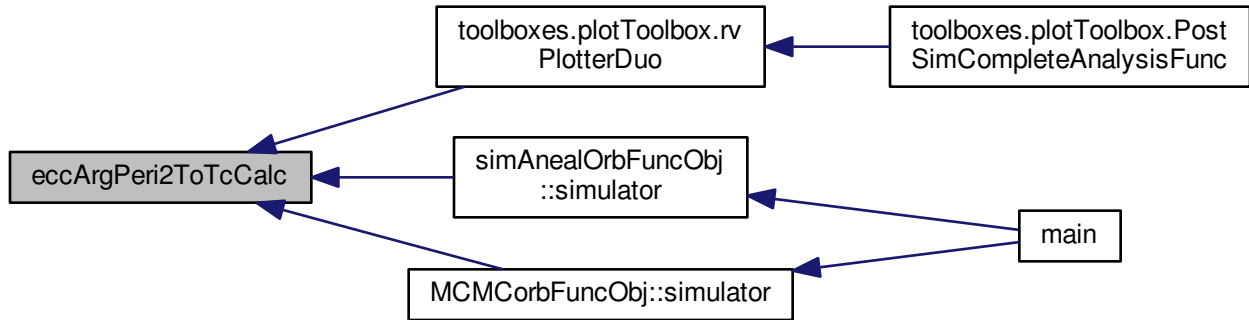 toolboxes.plotToolbox.rv
PlotterDuo
toolboxes.plotToolbox.Post
SimCompleteAnalysisFunc
eccArgPeri2ToTcCalc
simAnealOrbFuncObj
::simulator
main
MCMCorbFuncObj::simulator